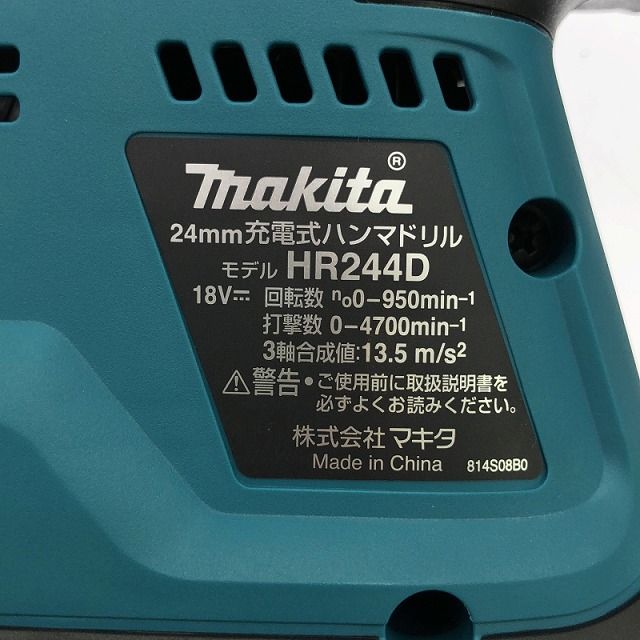 makita®
24mm充電式ハンマドリル
モデル HR244D
18V⎓ 回転数 n₀0-950min⁻¹
打撃数 0-4700min⁻¹
3軸合成値:13.5 m/s²
⚠警告・ご使用前に取扱説明書を
必ずよくお読みください。
株式会社 マキタ
Made in China 814S08B0